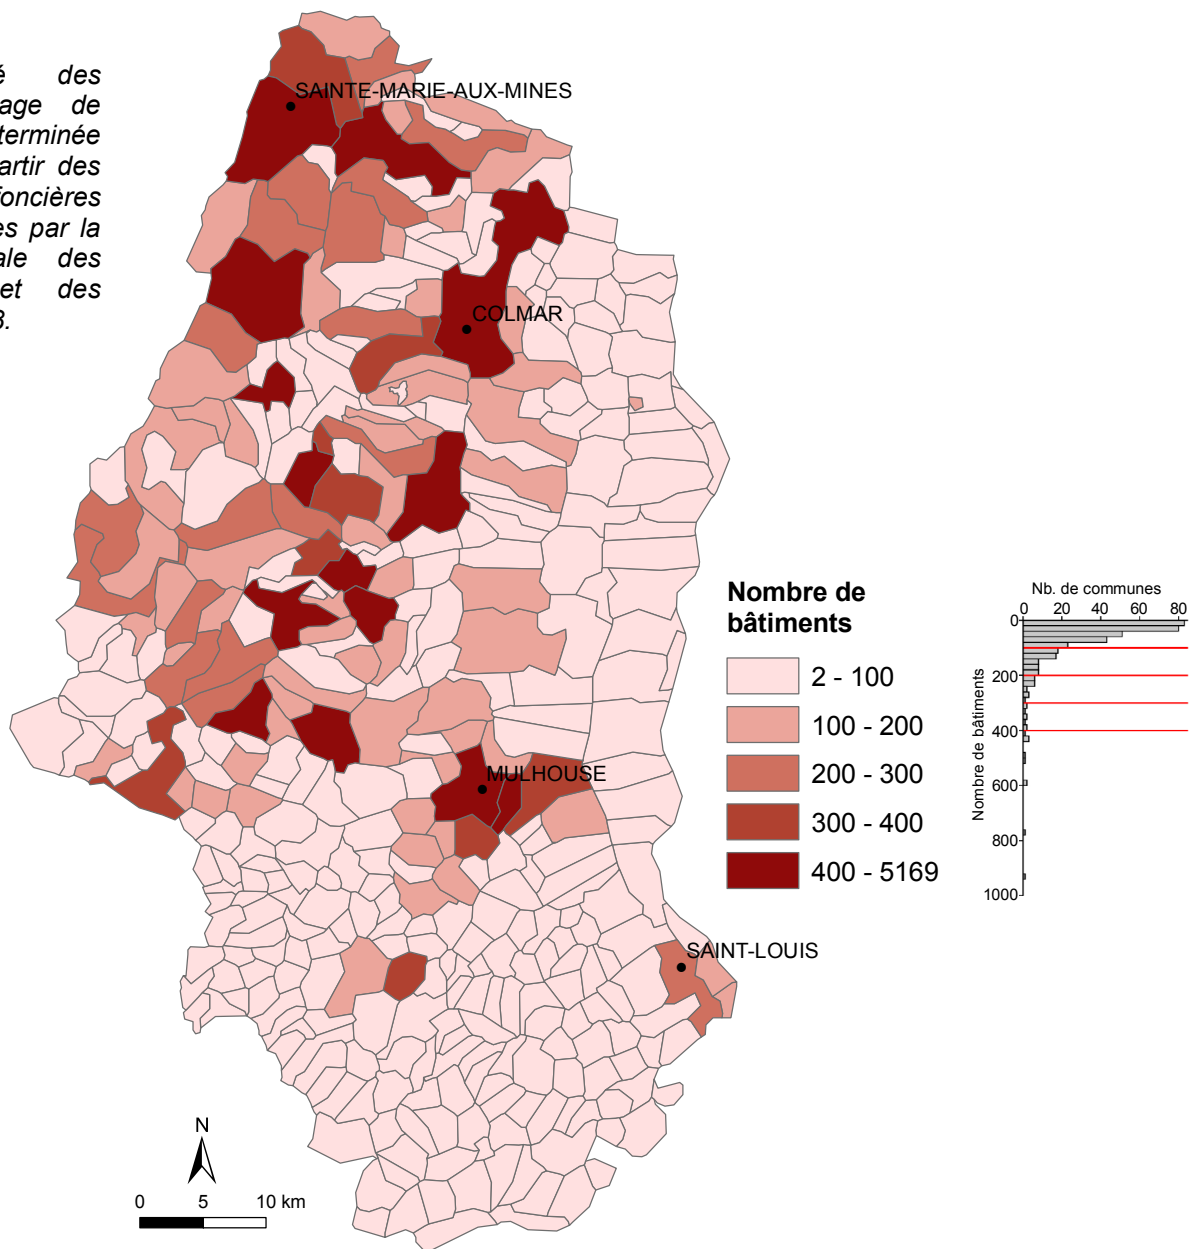 des
age de
terminée
artir des
foncières
es par la
ale des
et des
3.
SAINTE-MARIE-AUX-MINES
COLMAR
MULHOUSE
SAINT-LOUIS
Nombre de
bâtiments
2 - 100
100 - 200
200 - 300
300 - 400
400 - 5169
Nb. de communes
0 20 40 60 80
Nombre de bâtiments
0
200
400
600
800
1000
N
0 5 10 km